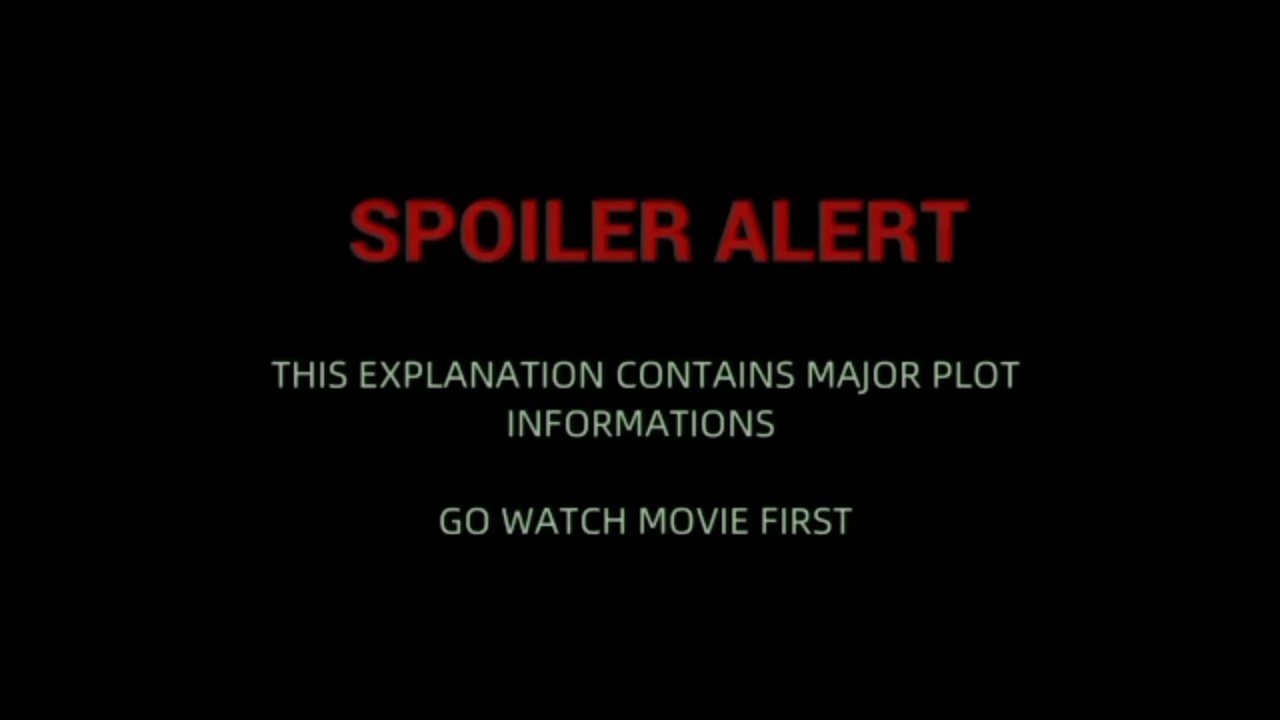 SPOILER ALERT
THIS EXPLANATION CONTAINS MAJOR PLOT
INFORMATIONS
GO WATCH MOVIE FIRST